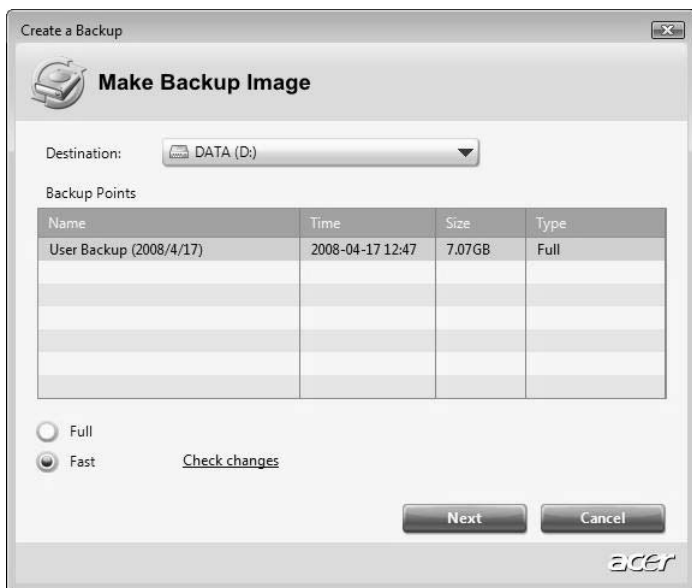 Create a Backup
Make Backup Image
Destination: DATA (D:)
Backup Points
Name Time Size Type
User Backup (2008/4/17) 2008-04-17 12:47 7.07GB Full
Full
Fast Check changes
Next Cancel
acer